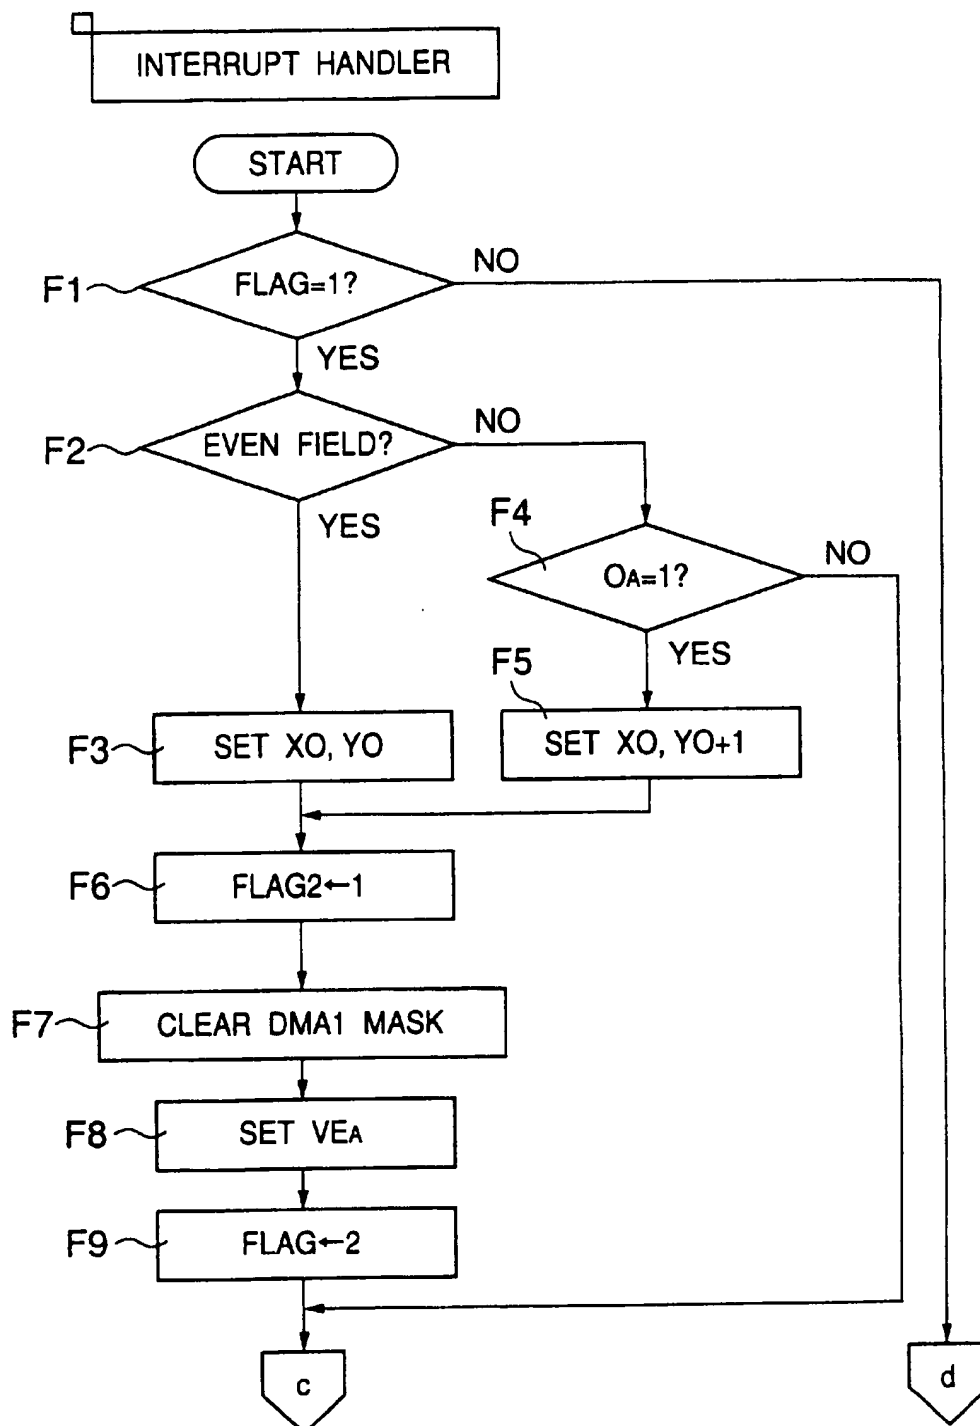 INTERRUPT HANDLER
START
F1
FLAG=1?
NO
YES
F2
EVEN FIELD?
NO
YES
F4
OA=1?
NO
YES
F5
F3
SET XO, YO
SET XO, YO+1
F6
FLAG2←1
F7
CLEAR DMA1 MASK
F8
SET VEA
F9
FLAG←2
c
d